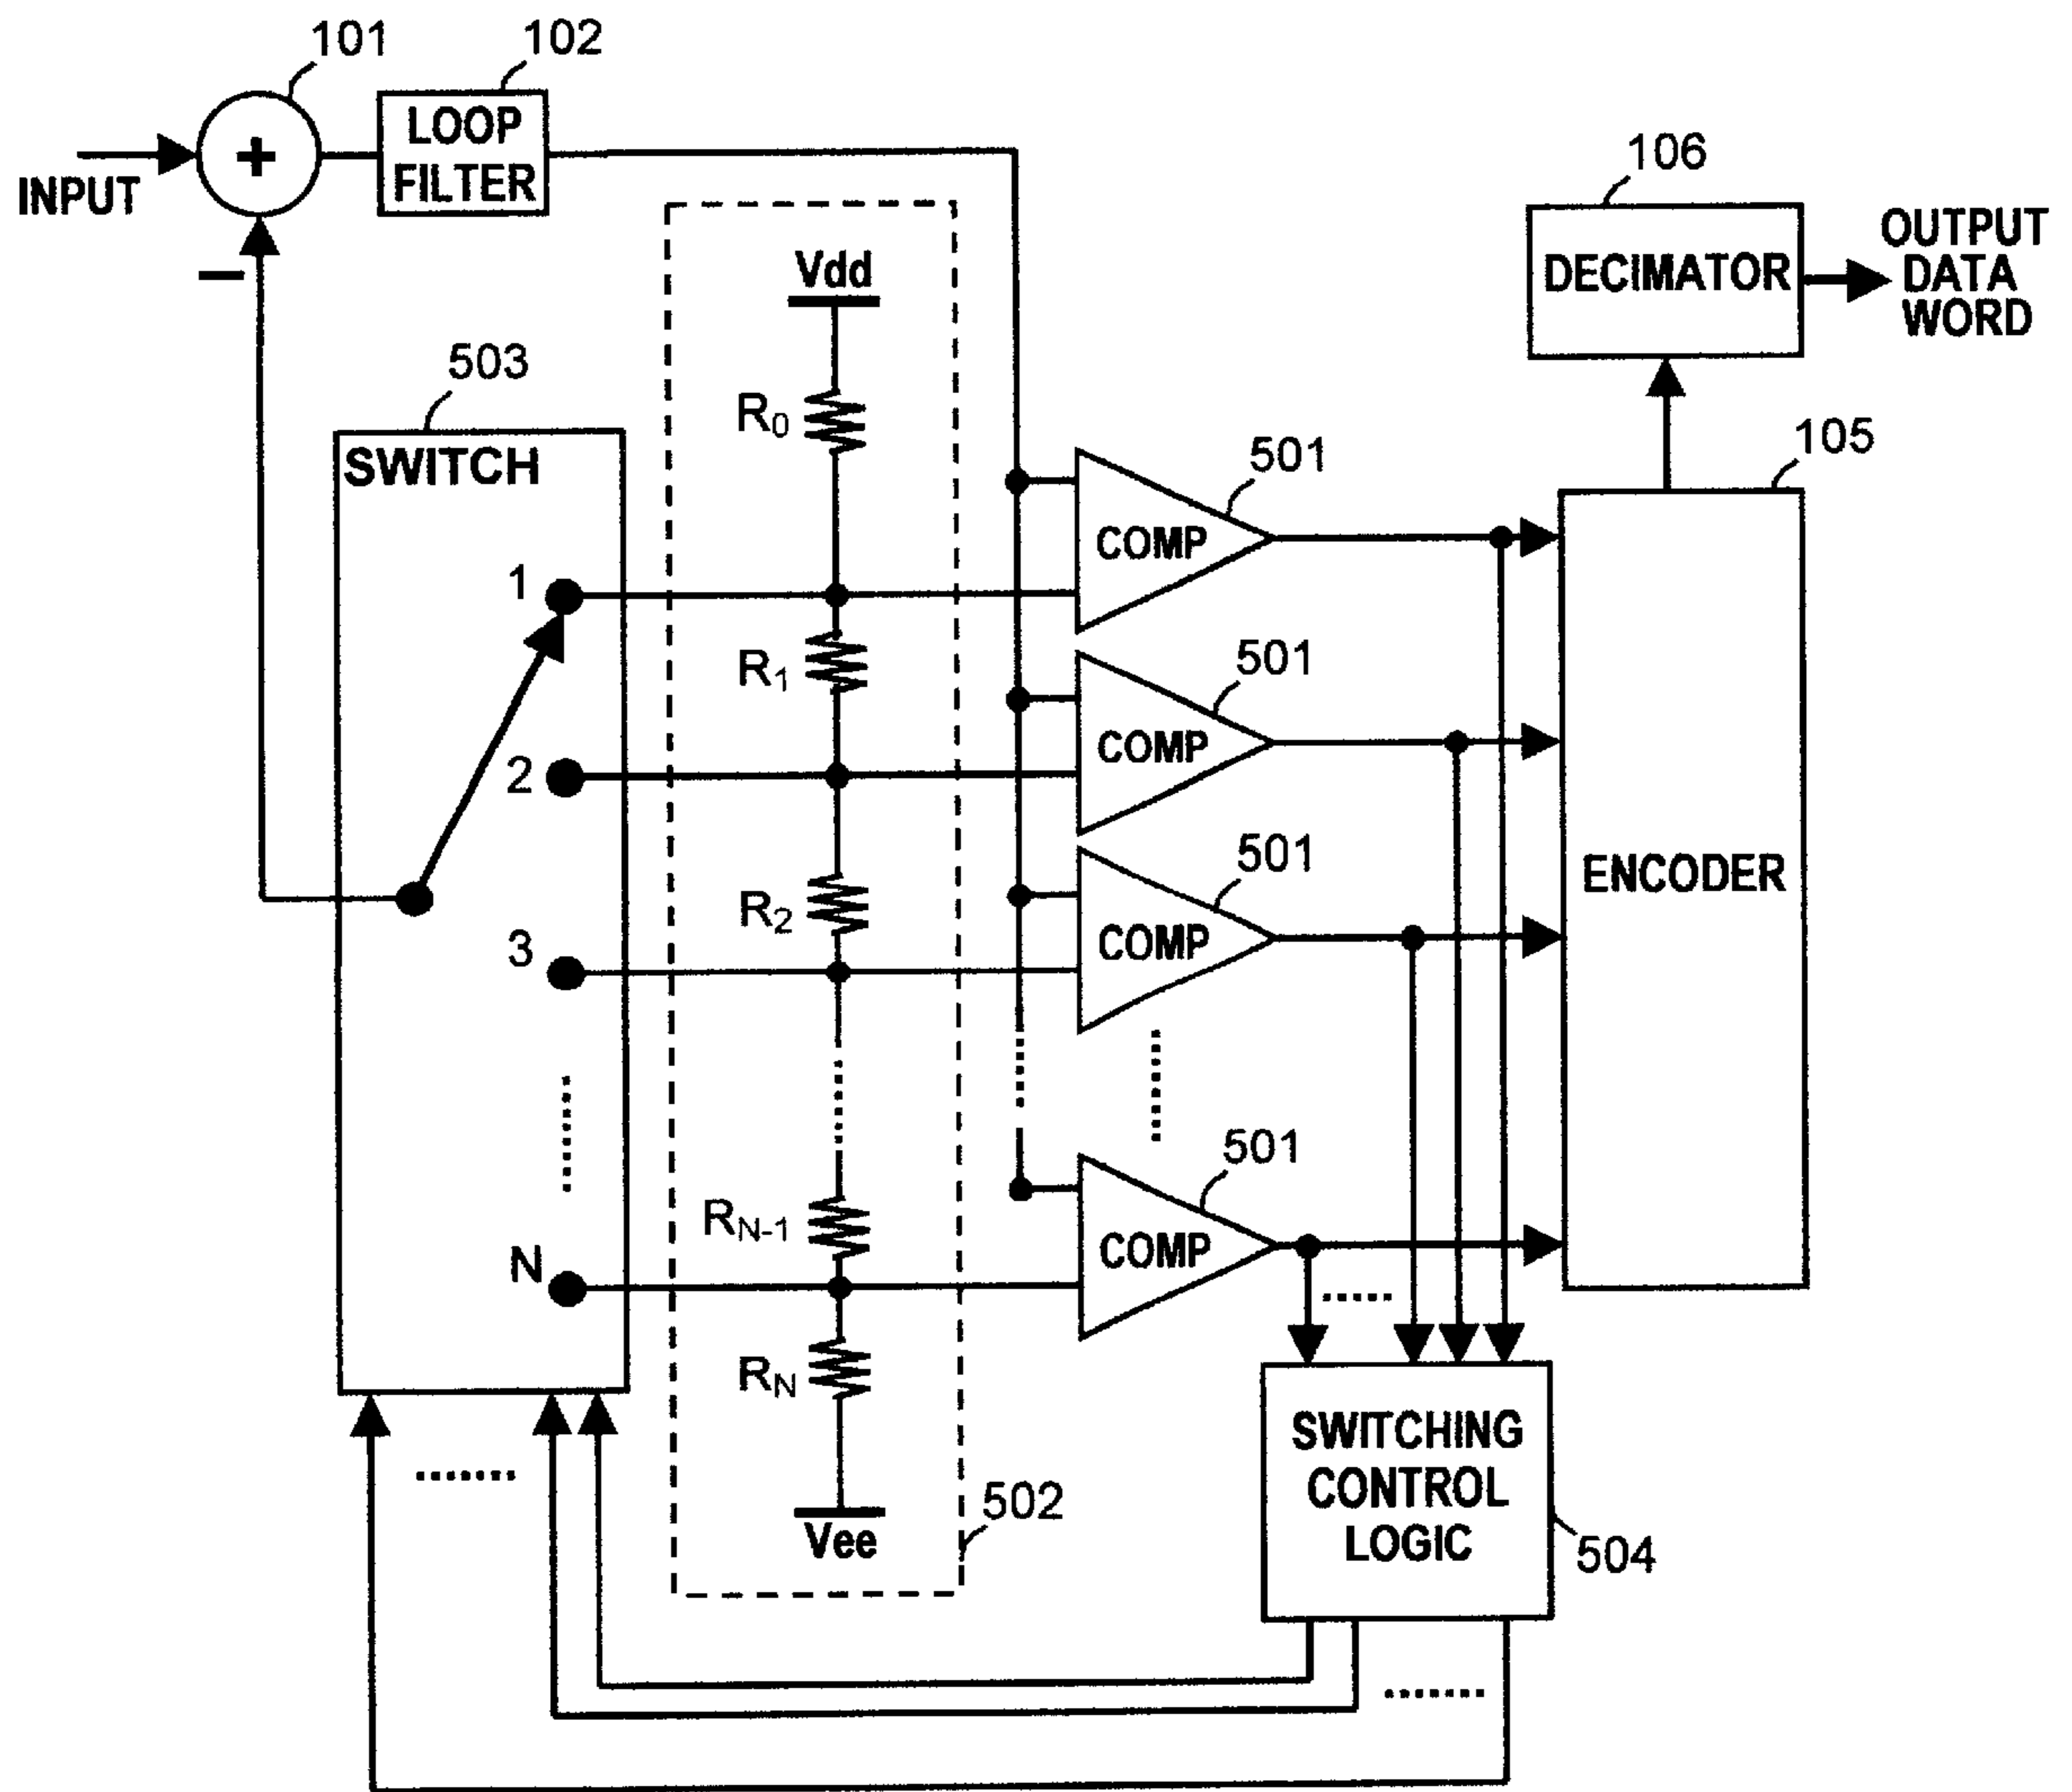 101
102
LOOP
FILTER
+
INPUT
−
106
DECIMATOR
OUTPUT
DATA
WORD
Vdd
503
SWITCH
R0
501
105
COMP
1
R1
501
COMP
2
501
ENCODER
R2
COMP
3
501
RN-1
COMP
N
RN
SWITCHING
CONTROL
LOGIC
502
504
Vee